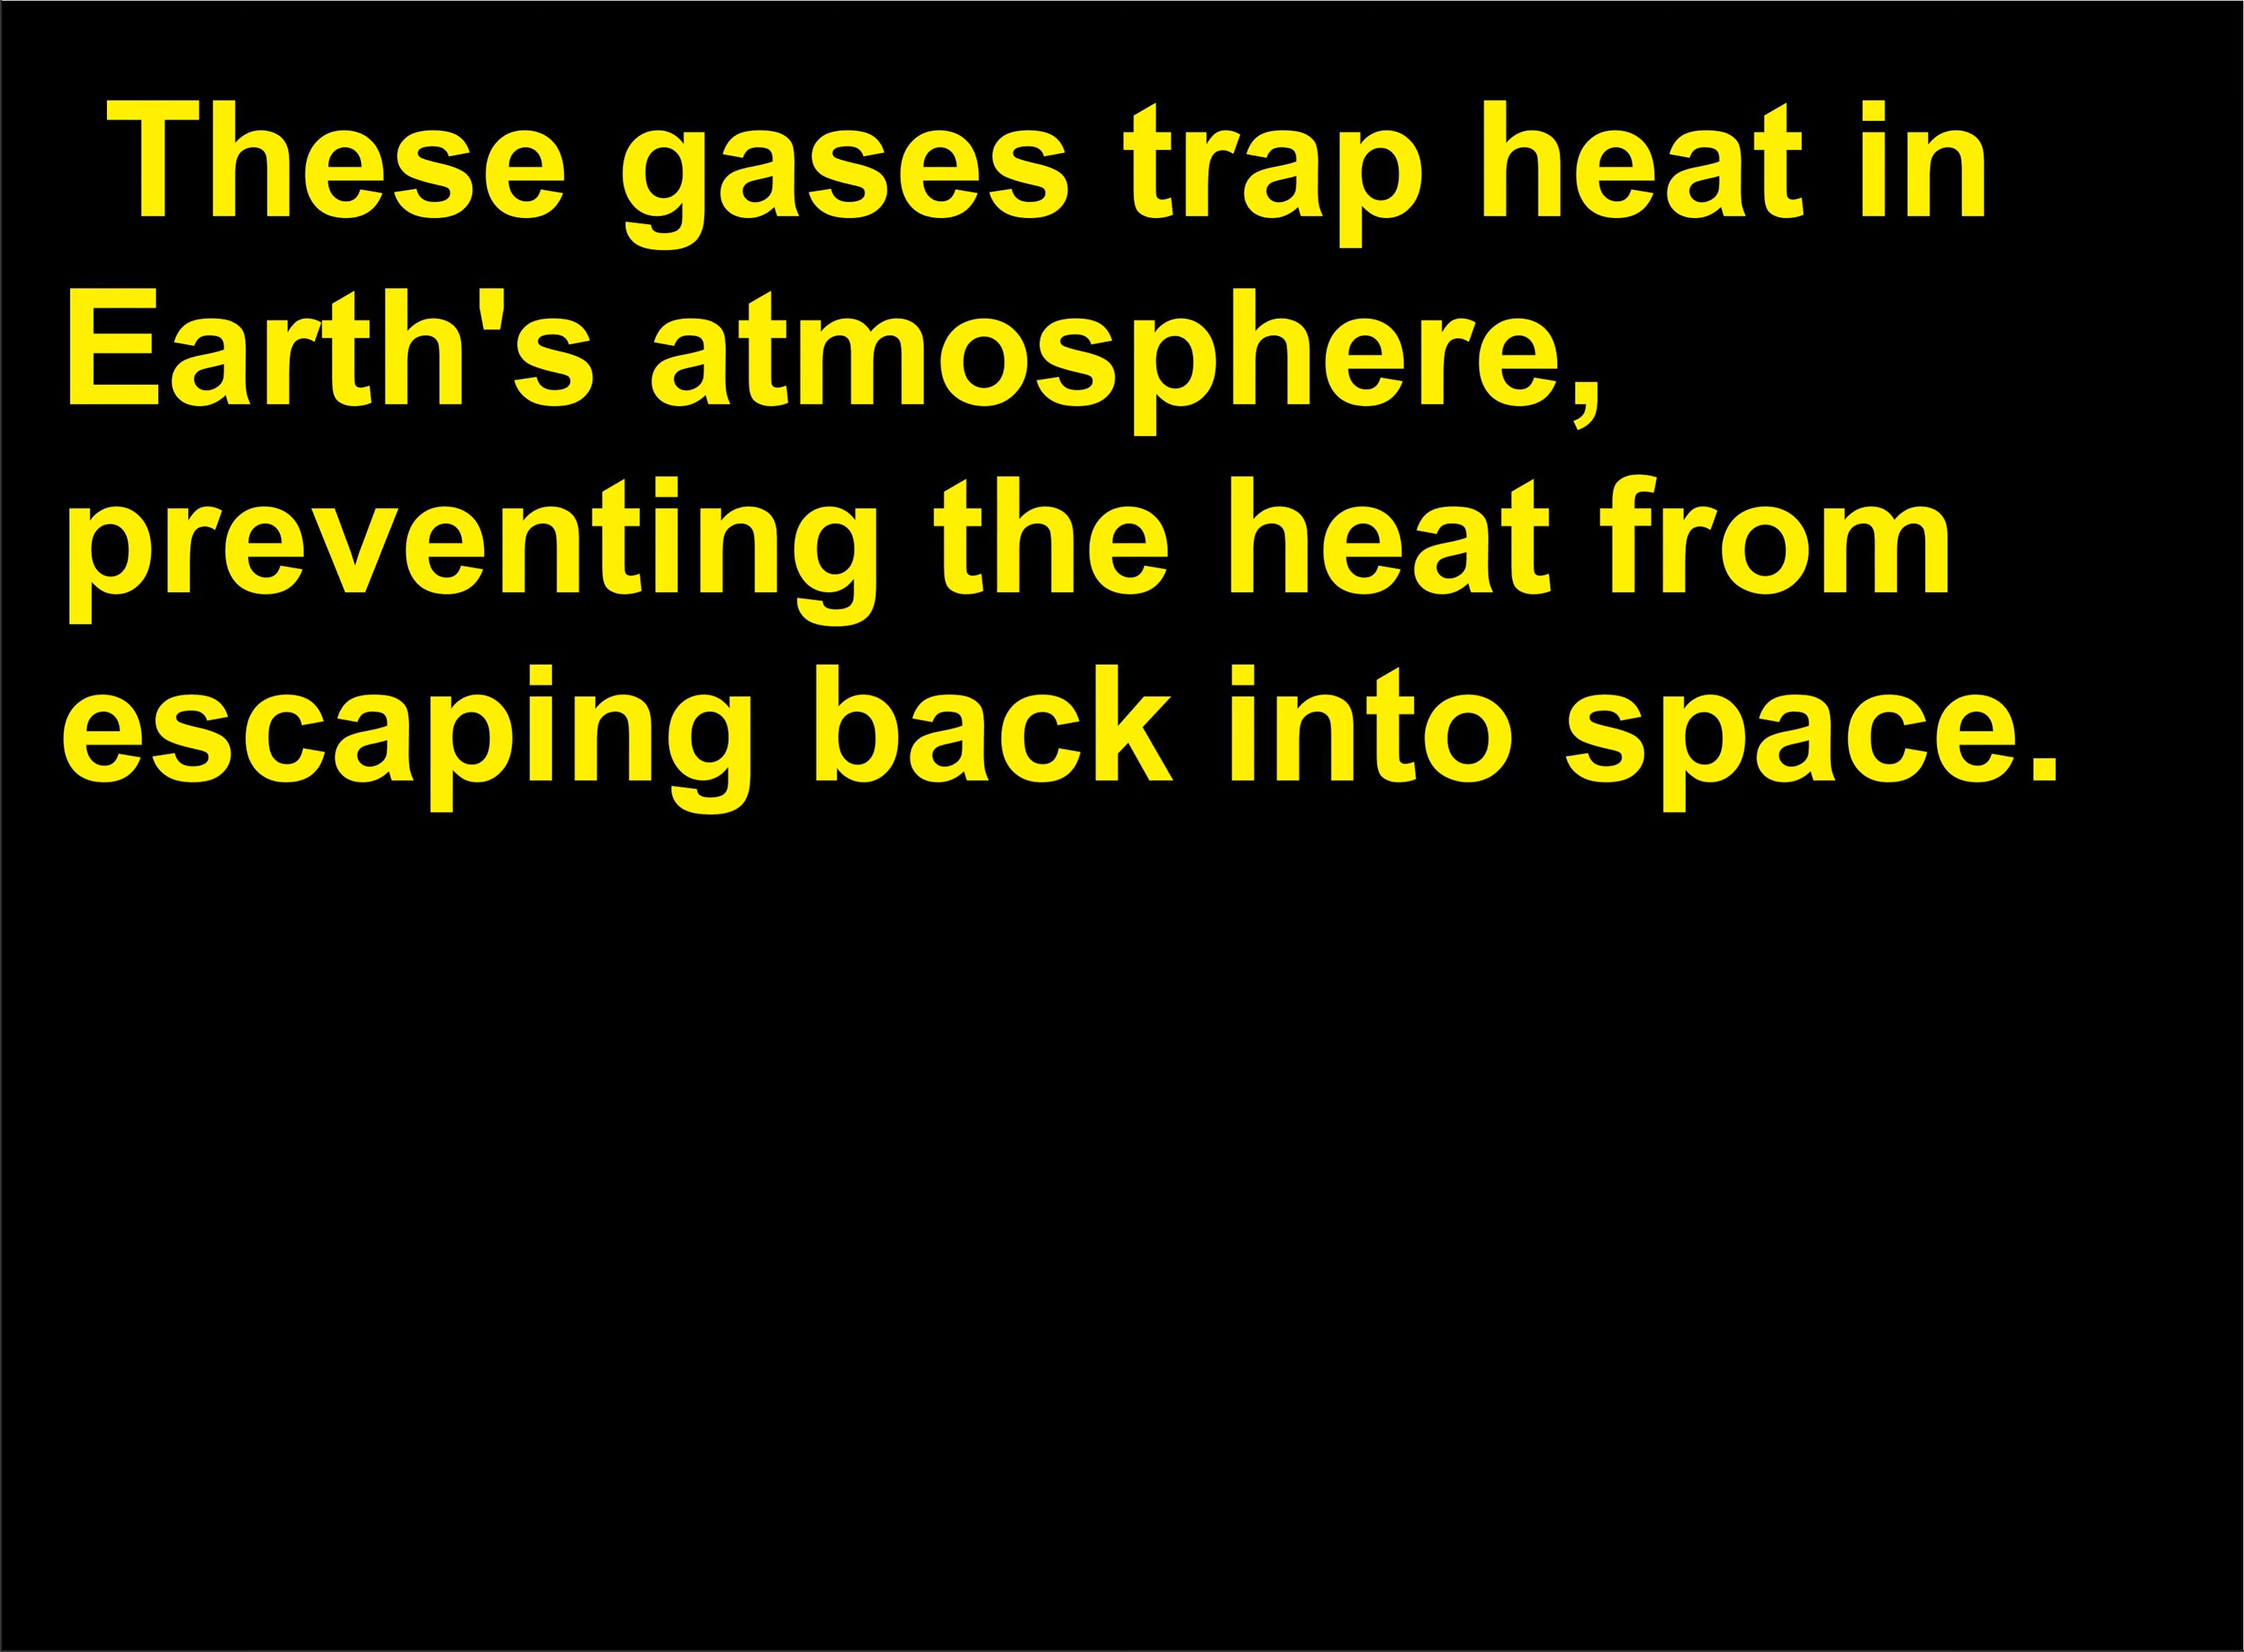 These gases trap heat in
Earth's atmosphere,
preventing the heat from
escaping back into space.